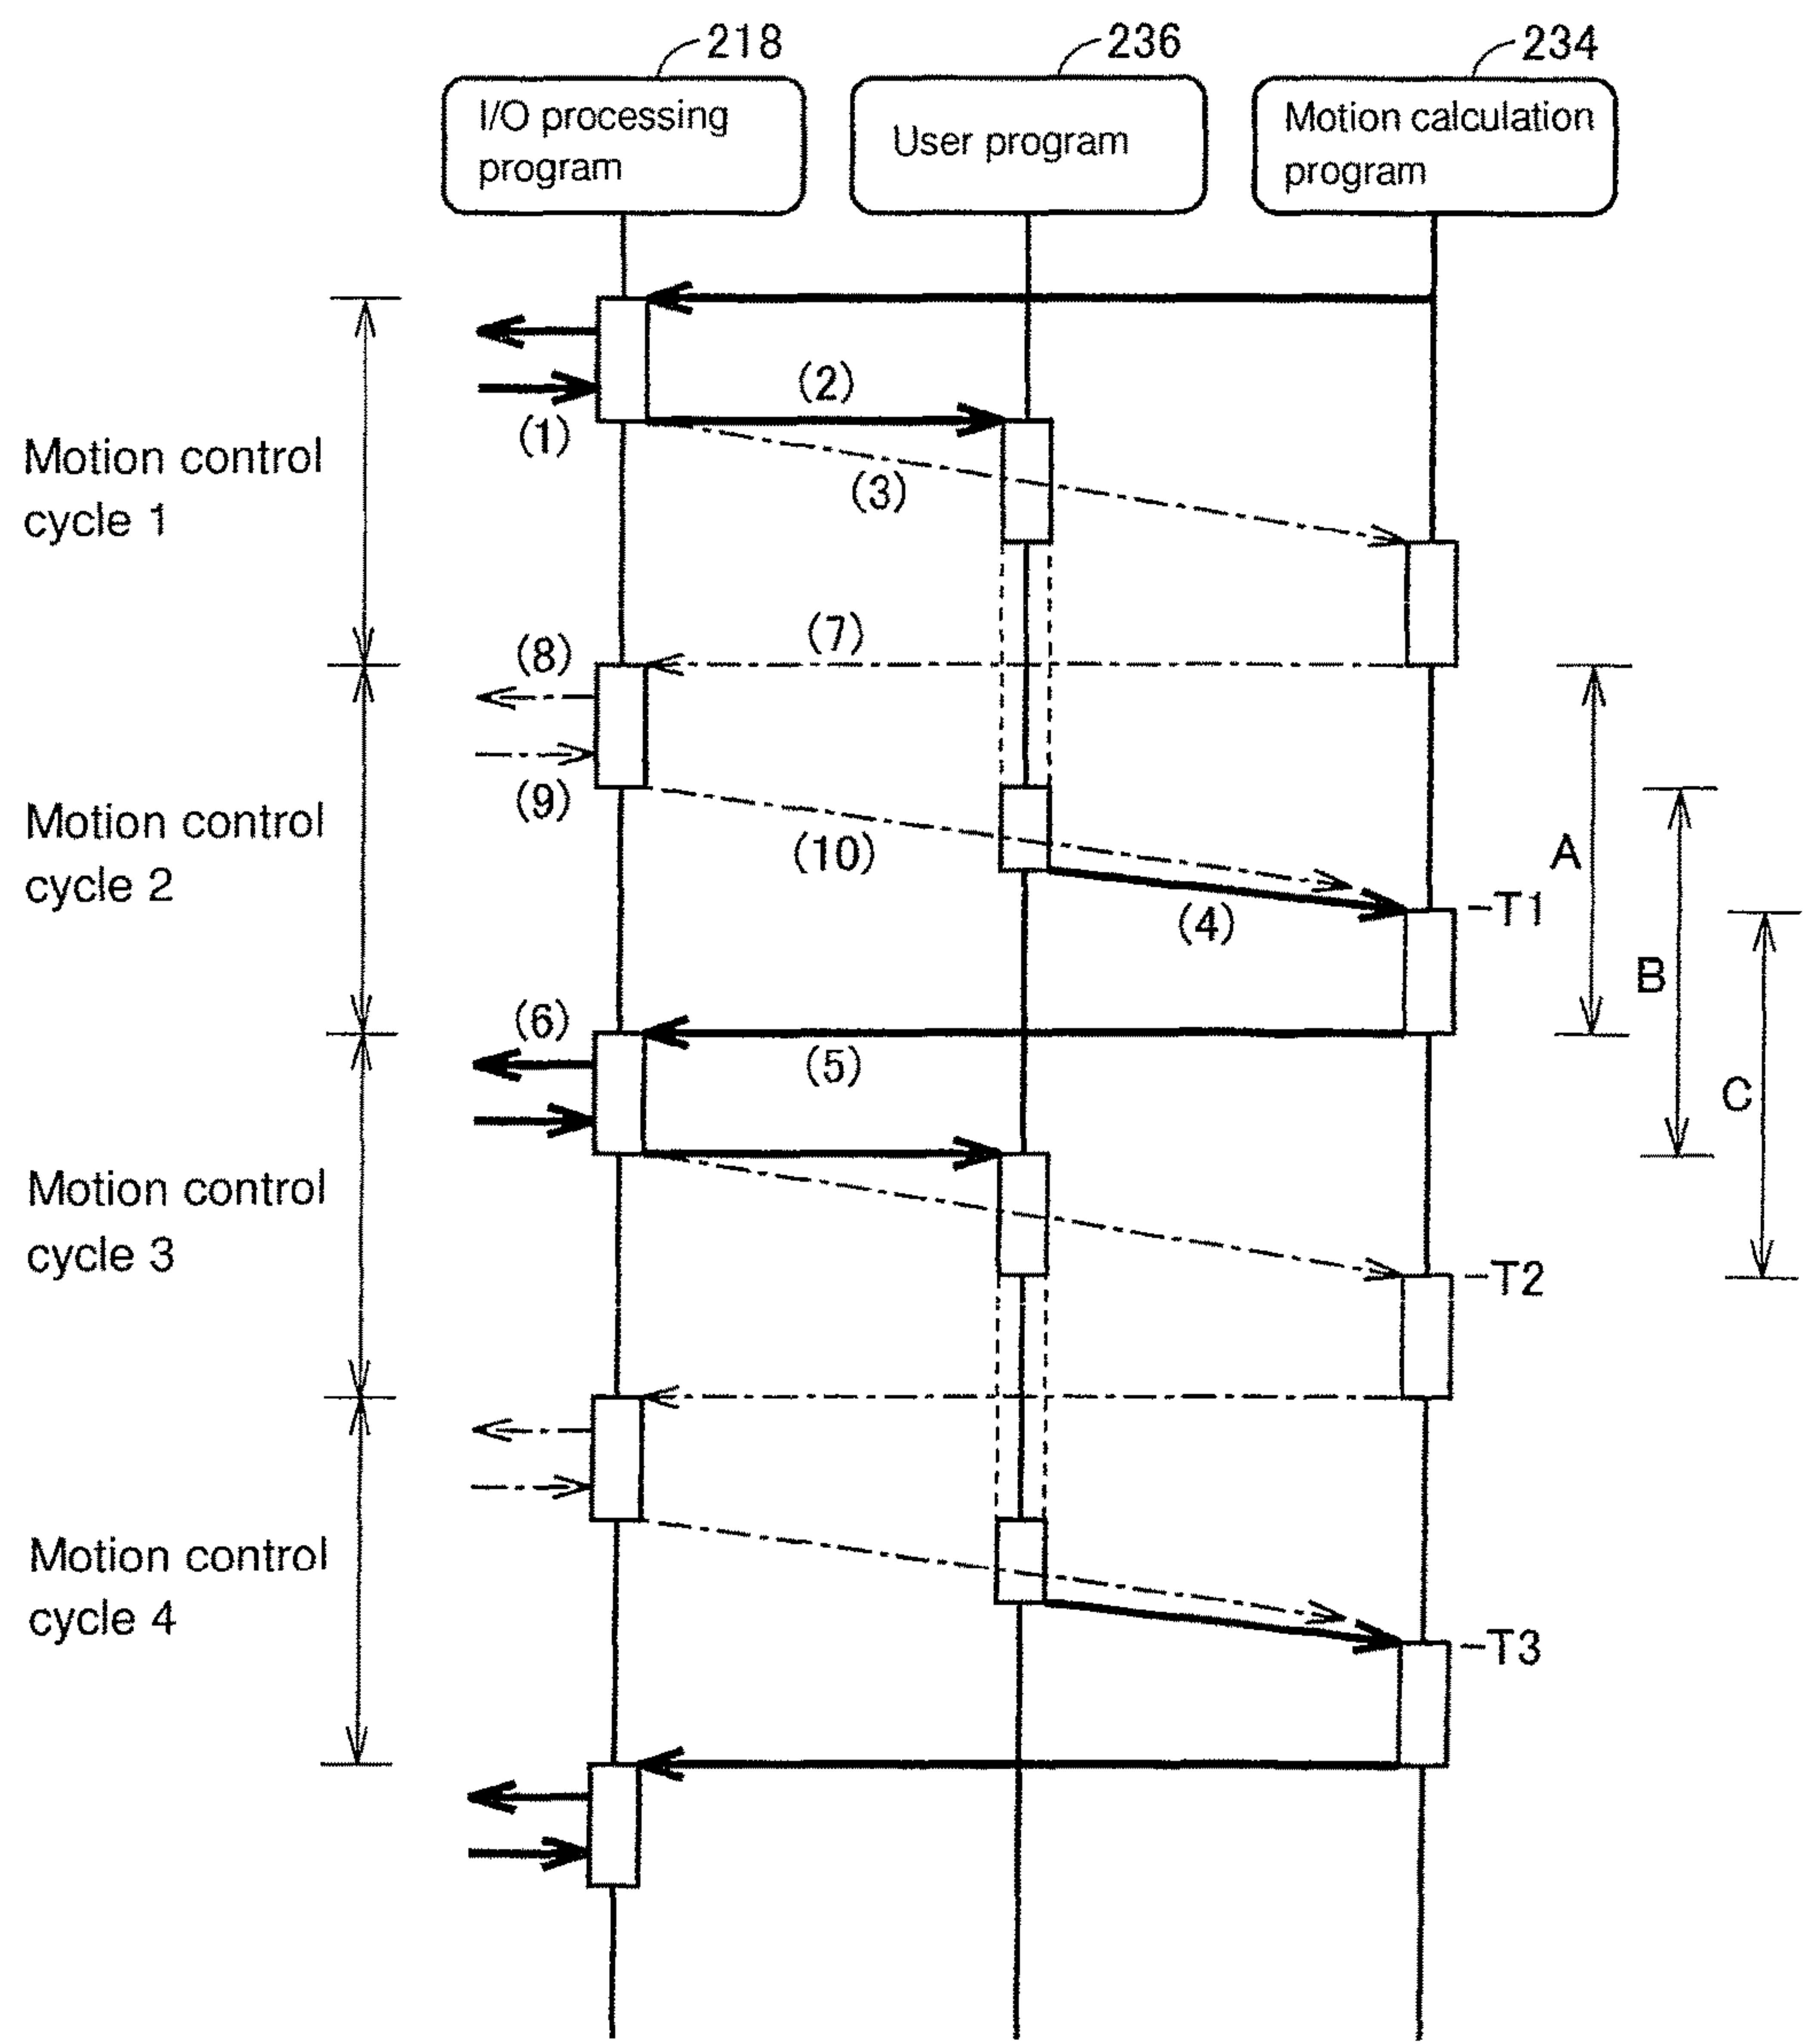 218
236
234
I/O processing
program
User program
Motion calculation
program
(2)
(1)
(3)
Motion control
cycle 1
(7)
(8)
(9)
(10)
Motion control
cycle 2
A
(4)
T1
B
(6)
(5)
C
Motion control
cycle 3
T2
Motion control
cycle 4
T3